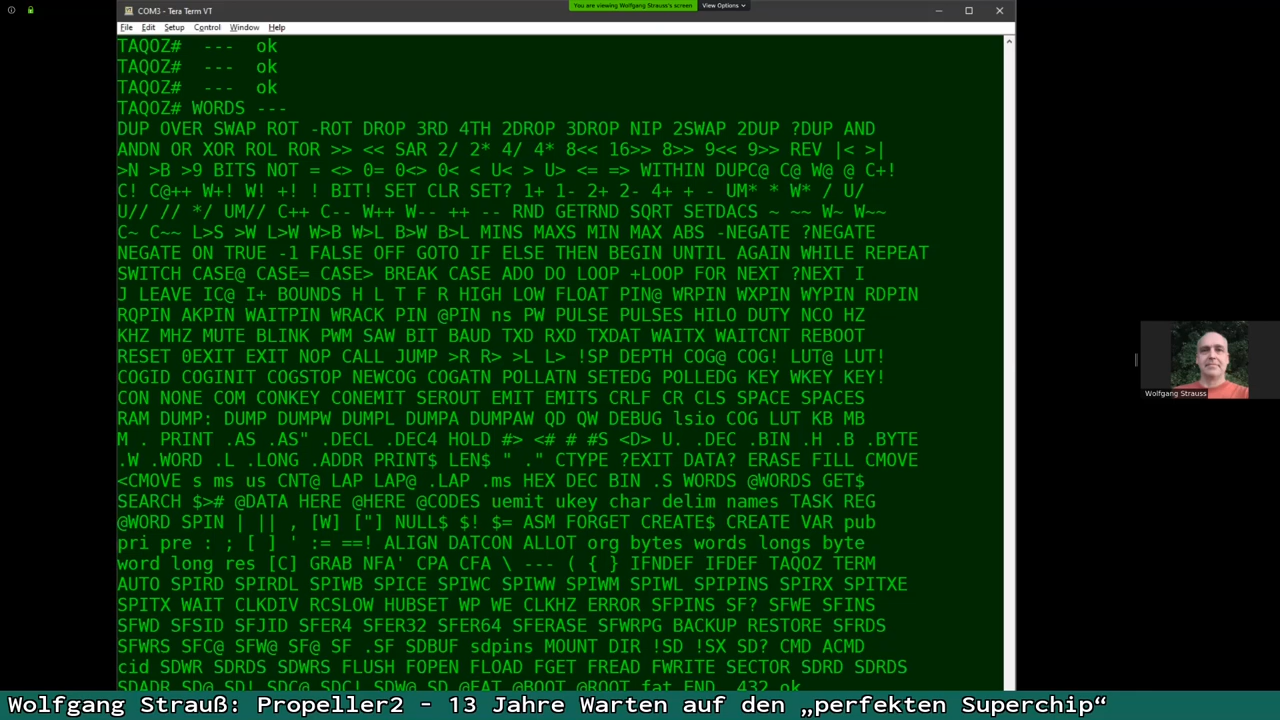 You are viewing Wolfgang Strauss's screen View Options
COM3 - Tera Term VT
File Edit Setup Control Window Help
TAQOZ# --- ok
TAQOZ# --- ok
TAQOZ# --- ok
TAQOZ# WORDS ---
DUP OVER SWAP ROT -ROT DROP 3RD 4TH 2DROP 3DROP NIP 2SWAP 2DUP ?DUP AND
ANDN OR XOR ROL ROR >> << SAR 2/ 2* 4/ 4* 8<< 16>> 8>> 9<< 9>> REV |< >|
>N >B >9 BITS NOT = <> 0= 0<> 0< < U< > U> <= => WITHIN DUPC@ C@ W@ @ C+!
C! C@++ W+! W! +! ! BIT! SET CLR SET? 1+ 1- 2+ 2- 4+ + - UM* * W* / U/
U// // */ UM// C++ C-- W++ W-- ++ -- RND GETRND SQRT SETDACS ~ ~~ W~ W~~
C~ C~~ L>S >W L>W W>B W>L B>W B>L MINS MAXS MIN MAX ABS -NEGATE ?NEGATE
NEGATE ON TRUE -1 FALSE OFF GOTO IF ELSE THEN BEGIN UNTIL AGAIN WHILE REPEAT
SWITCH CASE@ CASE= CASE> BREAK CASE ADO DO LOOP +LOOP FOR NEXT ?NEXT I
J LEAVE IC@ I+ BOUNDS H L T F R HIGH LOW FLOAT PIN@ WRPIN WXPIN WYPIN RDPIN
RQPIN AKPIN WAITPIN WRACK PIN @PIN ns PW PULSE PULSES HILO DUTY NCO HZ
KHZ MHZ MUTE BLINK PWM SAW BIT BAUD TXD RXD TXDAT WAITX WAITCNT REBOOT
RESET 0EXIT EXIT NOP CALL JUMP >R R> >L L> !SP DEPTH COG@ COG! LUT@ LUT!
COGID COGINIT COGSTOP NEWCOG COGATN POLLATN SETEDG POLLEDG KEY WKEY KEY!
CON NONE COM CONKEY CONEMIT SEROUT EMIT EMITS CRLF CR CLS SPACE SPACES
RAM DUMP: DUMP DUMPW DUMPL DUMPA DUMPAW QD QW DEBUG lsio COG LUT KB MB
M . PRINT .AS .AS" .DECL .DEC4 HOLD #> <# # #S <D> U. .DEC .BIN .H .B .BYTE
.W .WORD .L .LONG .ADDR PRINT$ LEN$ " ." CTYPE ?EXIT DATA? ERASE FILL CMOVE
<CMOVE s ms us CNT@ LAP LAP@ .LAP .ms HEX DEC BIN .S WORDS @WORDS GET$
SEARCH $># @DATA HERE @HERE @CODES uemit ukey char delim names TASK REG
@WORD SPIN | || , [W] ["] NULL$ $! $= ASM FORGET CREATE$ CREATE VAR pub
pri pre : ; [ ] ' := ==! ALIGN DATCON ALLOT org bytes words longs byte
word long res [C] GRAB NFA' CPA CFA \ --- ( { } IFNDEF IFDEF TAQOZ TERM
AUTO SPIRD SPIRDL SPIWB SPICE SPIWC SPIWW SPIWM SPIWL SPIPINS SPIRX SPITXE
SPITX WAIT CLKDIV RCSLOW HUBSET WP WE CLKHZ ERROR SFPINS SF? SFWE SFINS
SFWD SFSID SFJID SFER4 SFER32 SFER64 SFERASE SFWRPG BACKUP RESTORE SFRDS
SFWRS SFC@ SFW@ SF@ SF .SF SDBUF sdpins MOUNT DIR !SD !SX SD? CMD ACMD
cid SDWR SDRDS SDWRS FLUSH FOPEN FLOAD FGET FREAD FWRITE SECTOR SDRD SDRDS
SDADR SD@ SD! SDC@ SDC! SDW@ SD @FAT @BOOT @ROOT fat END 432 ok
Wolfgang Strauss
Wolfgang Strauß: Propeller2 - 13 Jahre Warten auf den „perfekten Superchip“